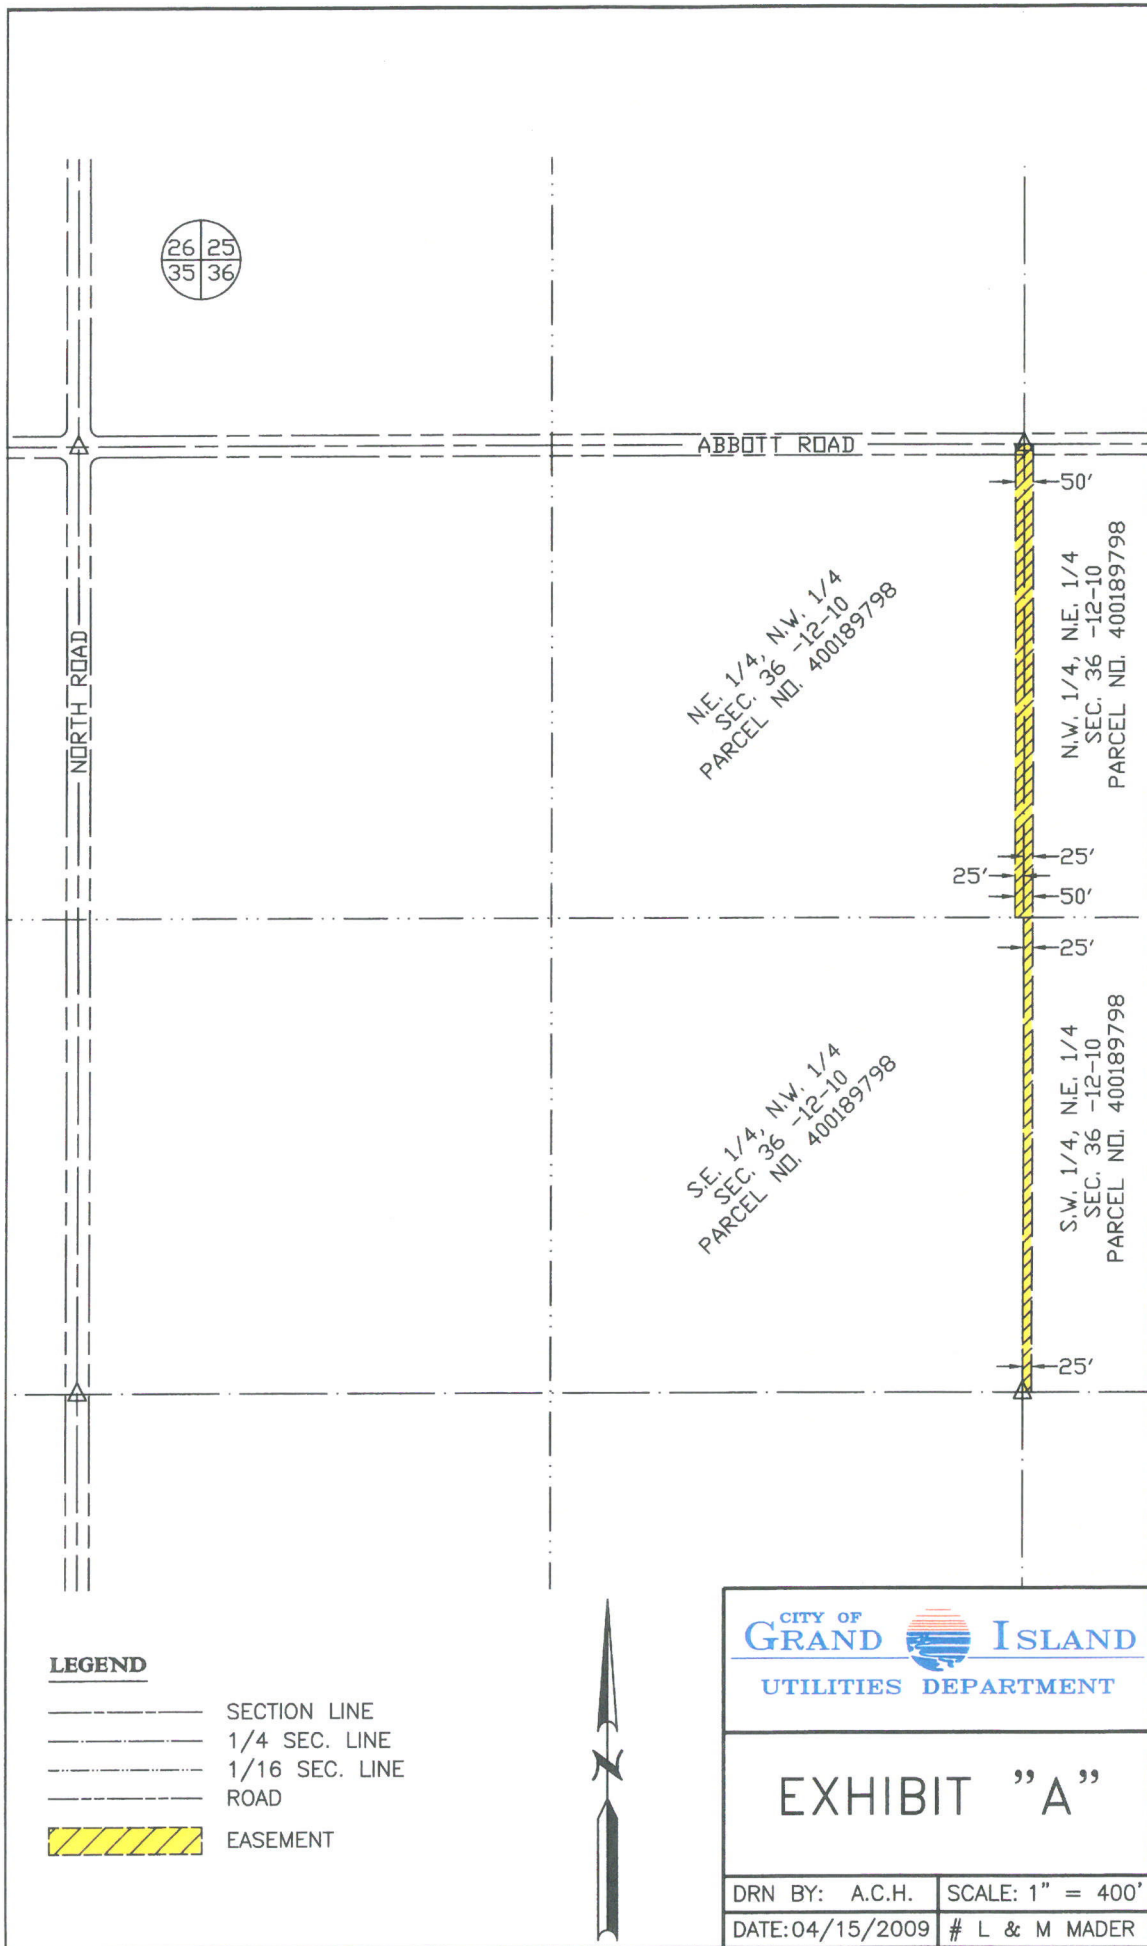 26 25
35 36
ABBOTT ROAD
50'
NORTH ROAD
N.E. 1/4, N.W. 1/4
SEC. 36 -12-10
PARCEL NO. 400189798
N.W. 1/4, N.E. 1/4
SEC. 36 -12-10
PARCEL NO. 400189798
25'
25'
50'
25'
S.E. 1/4, N.W. 1/4
SEC. 36 -12-10
PARCEL NO. 400189798
S.W. 1/4, N.E. 1/4
SEC. 36 -12-10
PARCEL NO. 400189798
25'
LEGEND
SECTION LINE
1/4 SEC. LINE
1/16 SEC. LINE
ROAD
EASEMENT
N
CITY OF
GRAND ISLAND
UTILITIES DEPARTMENT
EXHIBIT "A"
DRN BY: A.C.H.
SCALE: 1" = 400'
DATE:04/15/2009
# L & M MADER